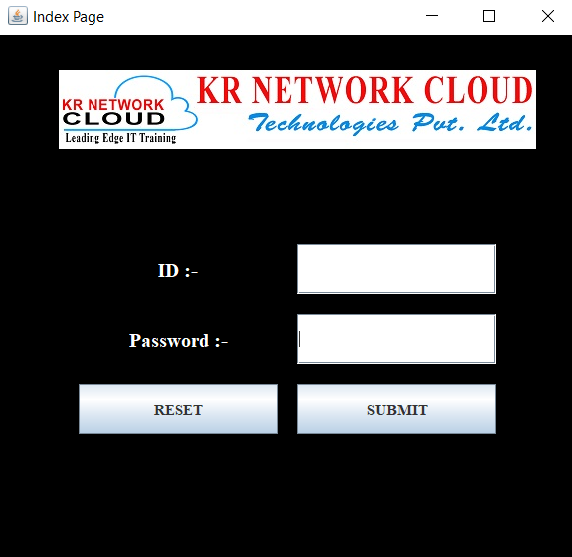 Index Page
KR NETWORK
CLOUD
Leading Edge IT Training
KR NETWORK CLOUD
Technologies Pvt. Ltd.
ID :-
Password :-
RESET
SUBMIT